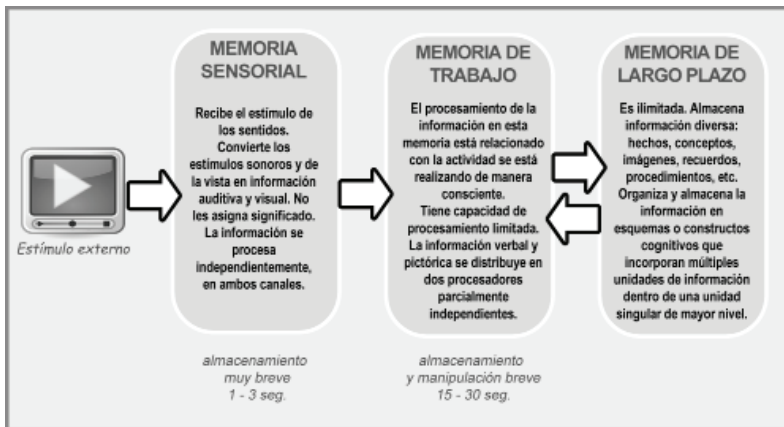 MEMORIA
SENSORIAL
Recibe el estímulo de
los sentidos.
Convierte los
estímulos sonoros y de
la vista en información
auditiva y visual. No
les asigna significado.
La información se
procesa
independientemente,
en ambos canales.
almacenamiento
muy breve
1 - 3 seg.
MEMORIA DE
TRABAJO
El procesamiento de la
información en esta
memoria está relacionado
con la actividad se está
realizando de manera
consciente.
Tiene capacidad de
procesamiento limitada.
La información verbal y
pictórica se distribuye en
dos procesadores
parcialmente
independientes.
almacenamiento
y manipulación breve
15 - 30 seg.
MEMORIA DE
LARGO PLAZO
Es ilimitada. Almacena
información diversa:
hechos, conceptos,
imágenes, recuerdos,
procedimientos, etc.
Organiza y almacena la
información en
esquemas o constructos
cognitivos que
incorporan múltiples
unidades de información
dentro de una unidad
singular de mayor nivel.
Estímulo externo